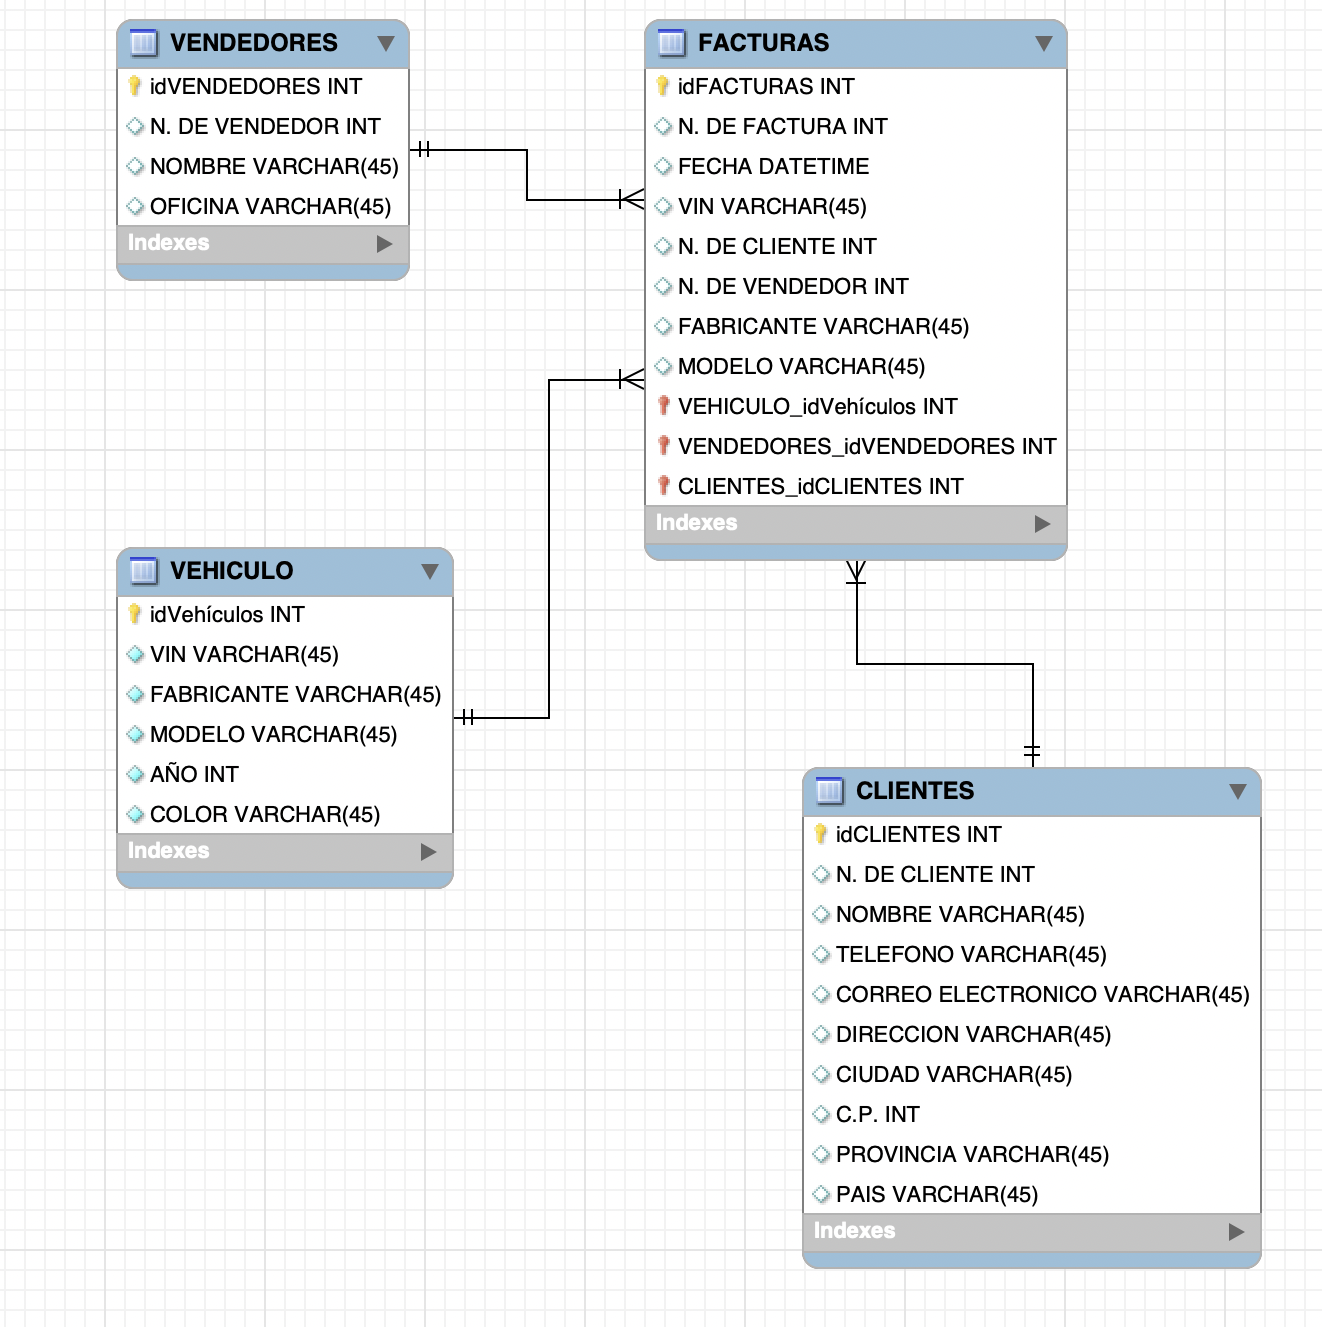 VENDEDORES
idVENDEDORES INT
N. DE VENDEDOR INT
NOMBRE VARCHAR(45)
OFICINA VARCHAR(45)
Indexes
FACTURAS
idFACTURAS INT
N. DE FACTURA INT
FECHA DATETIME
VIN VARCHAR(45)
N. DE CLIENTE INT
N. DE VENDEDOR INT
FABRICANTE VARCHAR(45)
MODELO VARCHAR(45)
VEHICULO_idVehículos INT
VENDEDORES_idVENDEDORES INT
CLIENTES_idCLIENTES INT
Indexes
VEHICULO
idVehículos INT
VIN VARCHAR(45)
FABRICANTE VARCHAR(45)
MODELO VARCHAR(45)
AÑO INT
COLOR VARCHAR(45)
Indexes
CLIENTES
idCLIENTES INT
N. DE CLIENTE INT
NOMBRE VARCHAR(45)
TELEFONO VARCHAR(45)
CORREO ELECTRONICO VARCHAR(45)
DIRECCION VARCHAR(45)
CIUDAD VARCHAR(45)
C.P. INT
PROVINCIA VARCHAR(45)
PAIS VARCHAR(45)
Indexes